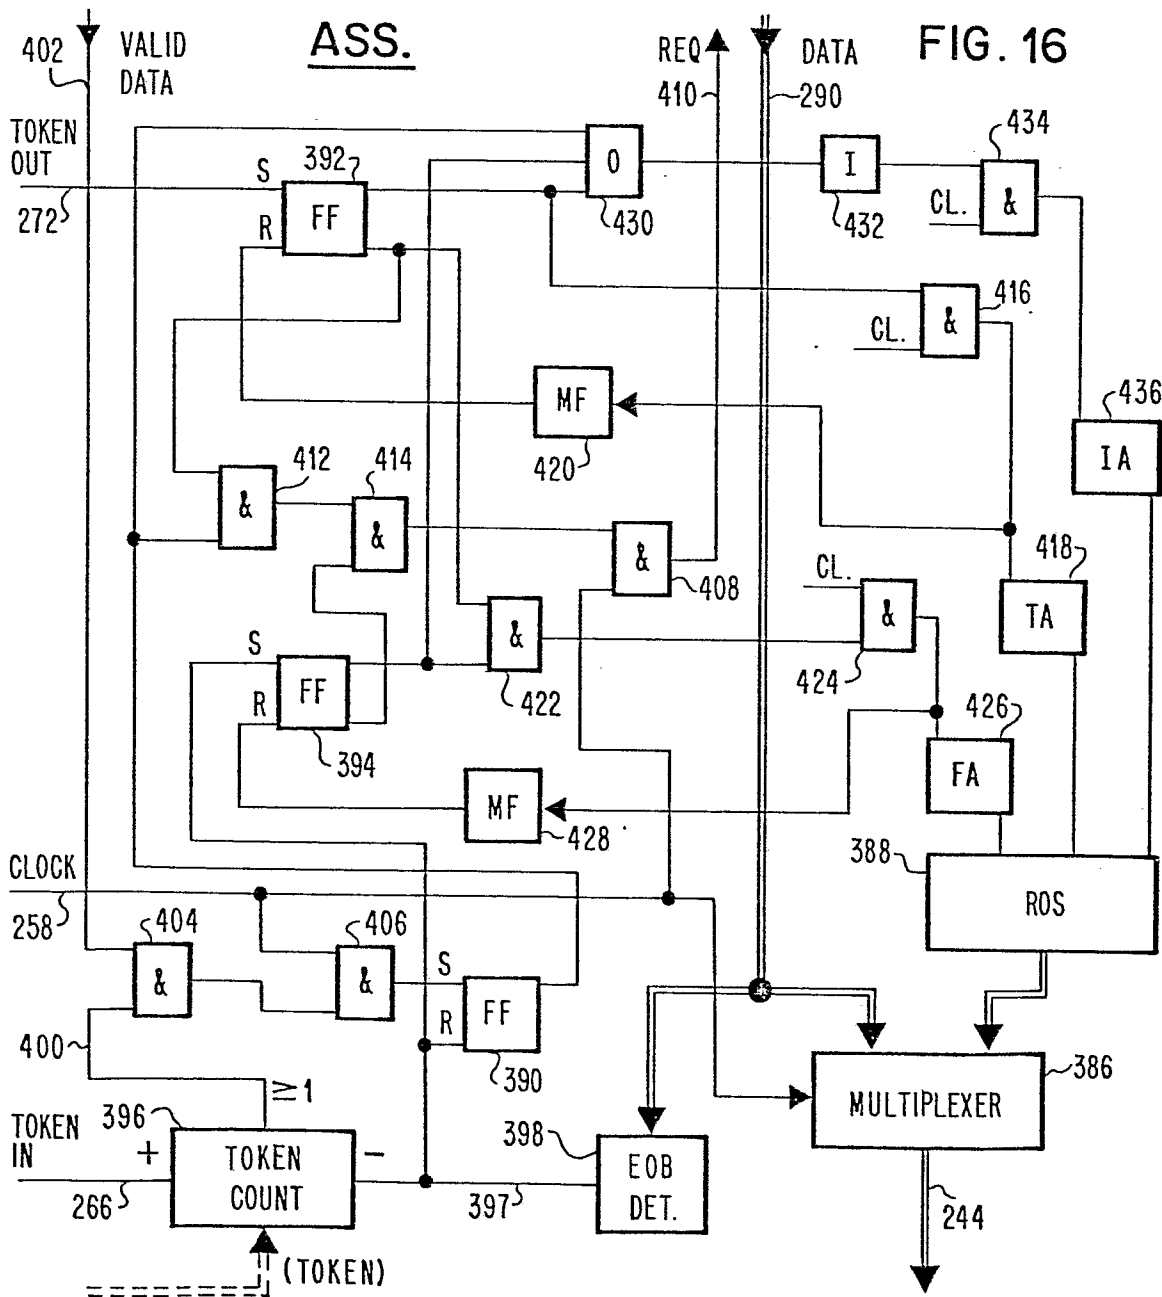 402
VALID
DATA
ASS.
REQ
410
DATA
290
FIG. 16
TOKEN
OUT
272
S
R
392
FF
O
430
I
432
434
CL.
&
CL.
&
416
MF
420
436
IA
412
&
414
&
&
408
418
TA
CL.
&
424
S
R
FF
394
&
422
426
FA
MF
428
388
ROS
CLOCK
258
404
&
406
&
S
R
FF
390
400
≥1
386
MULTIPLEXER
TOKEN
IN
266
396
+
TOKEN
COUNT
-
397
398
EOB
DET.
244
(TOKEN)